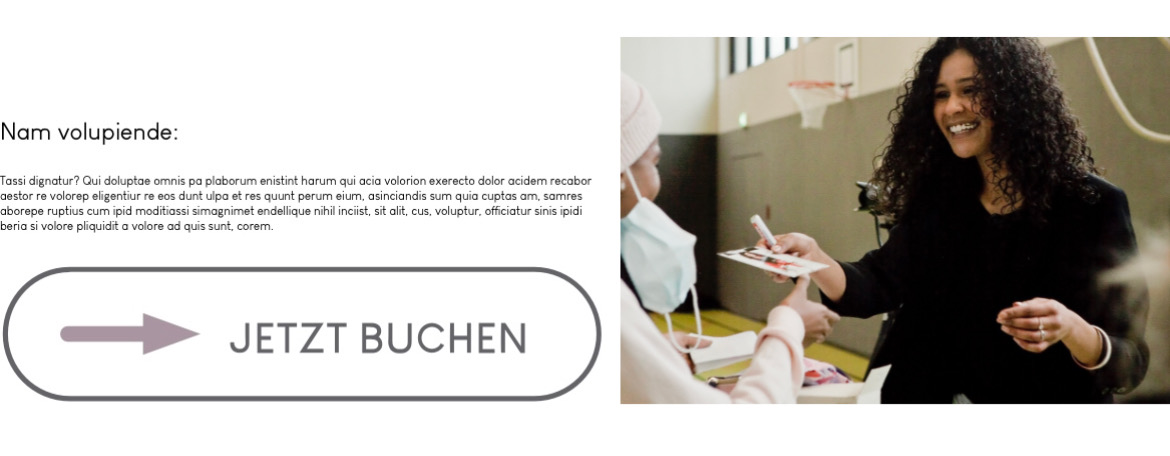 Nam volupiende:
Tassi dignatur? Qui doluptae omnis pa plaborum enistint harum qui acia volorion exerecto dolor acidem recabor
aestor re volorep eligentiur re eos dunt ulpa et res quunt perum eium, asinciandis sum quia cuptas am, samres
aborepe ruptius cum ipid moditiassi simagnimet endellique nihil inciist, sit alit, cus, voluptur, officiatur sinis ipidi
beria si volore pliquidit a volore ad quis sunt, corem.
JETZT BUCHEN